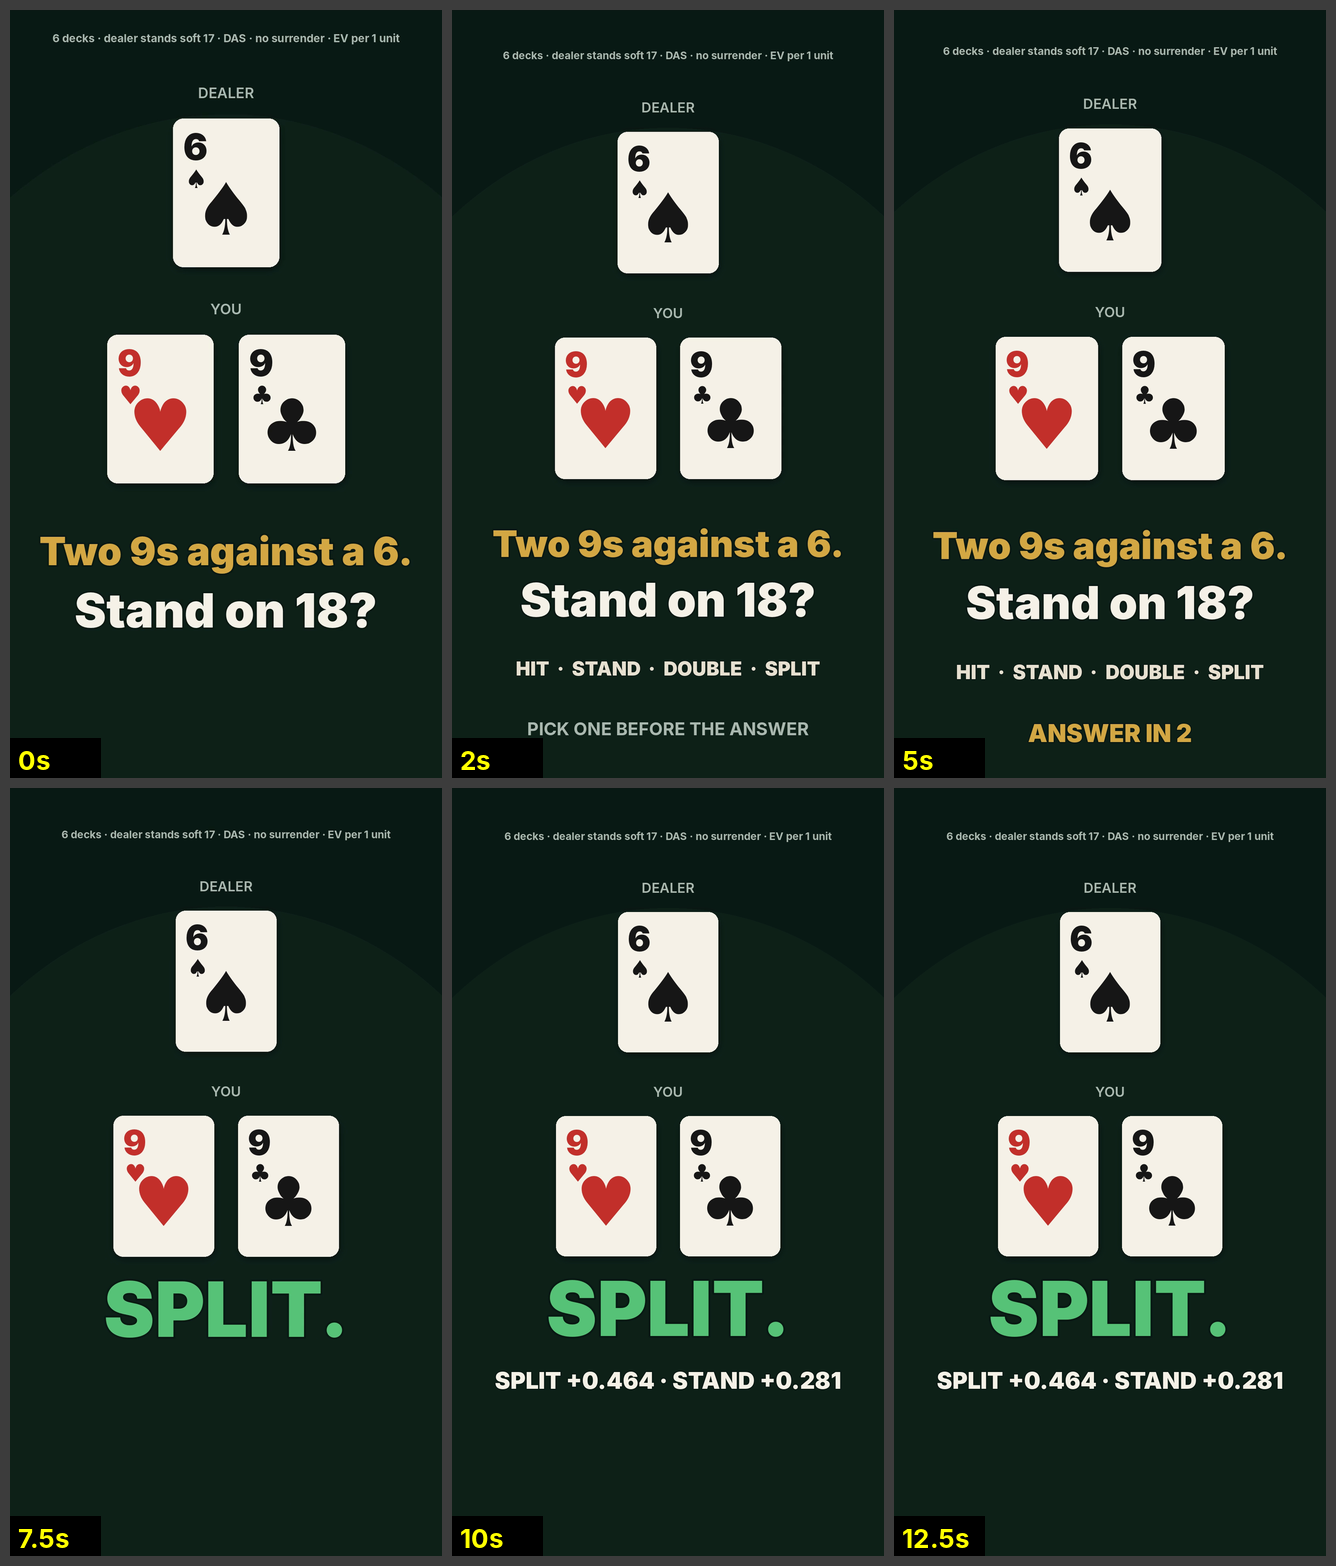 6 decks · dealer stands soft 17 · DAS · no surrender · EV per 1 unit
DEALER
6
YOU
9 9
Two 9s against a 6.
Stand on 18?
0s
6 decks · dealer stands soft 17 · DAS · no surrender · EV per 1 unit
DEALER
6
YOU
9 9
Two 9s against a 6.
Stand on 18?
HIT · STAND · DOUBLE · SPLIT
PICK ONE BEFORE THE ANSWER
2s
6 decks · dealer stands soft 17 · DAS · no surrender · EV per 1 unit
DEALER
6
YOU
9 9
Two 9s against a 6.
Stand on 18?
HIT · STAND · DOUBLE · SPLIT
ANSWER IN 2
5s
6 decks · dealer stands soft 17 · DAS · no surrender · EV per 1 unit
DEALER
6
YOU
9 9
SPLIT.
7.5s
6 decks · dealer stands soft 17 · DAS · no surrender · EV per 1 unit
DEALER
6
YOU
9 9
SPLIT.
SPLIT +0.464 · STAND +0.281
10s
6 decks · dealer stands soft 17 · DAS · no surrender · EV per 1 unit
DEALER
6
YOU
9 9
SPLIT.
SPLIT +0.464 · STAND +0.281
12.5s